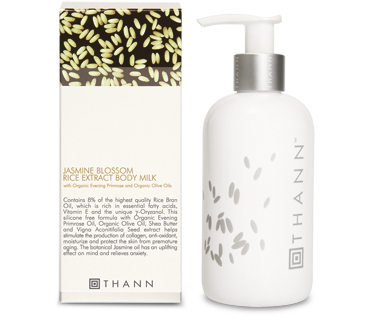 JASMINE BLOSSOM
RICE EXTRACT BODY MILK
with Organic Evening Primrose and Organic Olive Oils
Contains 8% of the highest quality Rice Bran
Oil, which is rich in essential fatty acids,
Vitamin E and the unique γ-Oryzanol. This
silicone free formula with Organic Evening
Primrose Oil, Organic Olive Oil, Shea Butter
and Vigna Aconitifolia Seed extract helps
stimulate the production of collagen, anti-oxidant,
moisturise and protect the skin from premature
aging. The botanical Jasmine oil has an uplifting
effect on mind and relieves anxiety.
THANN
THANN™